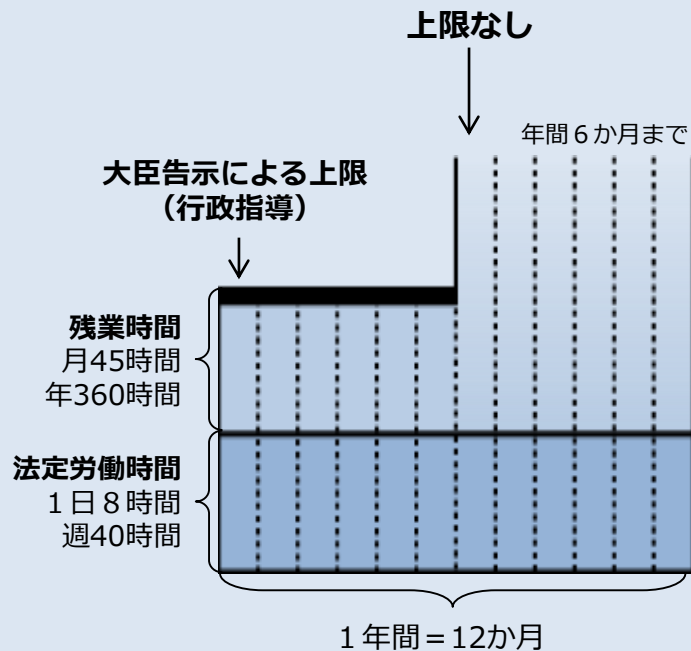 上限なし
年間６か月まで
大臣告示による上限
（行政指導）
残業時間
月45時間
年360時間
法定労働時間
１日８時間
週40時間
１年間＝12か月